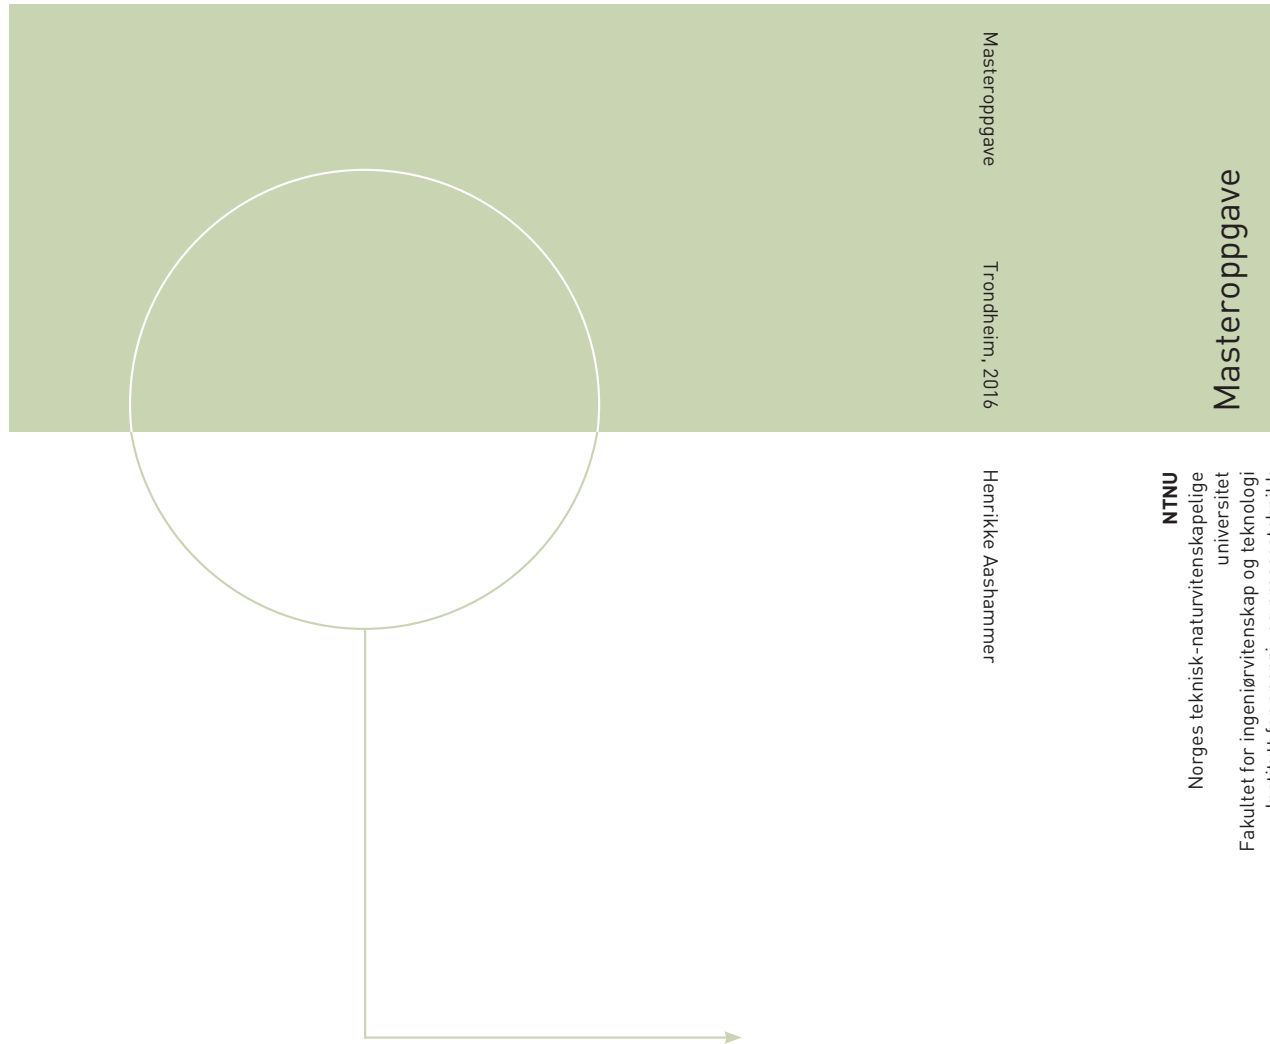 Masteroppgave
Trondheim, 2016
Henrikke Aashammer
Masteroppgave
NTNU
Norges teknisk-naturvitenskapelige
universitet
Fakultet for ingeniørvitenskap og teknologi